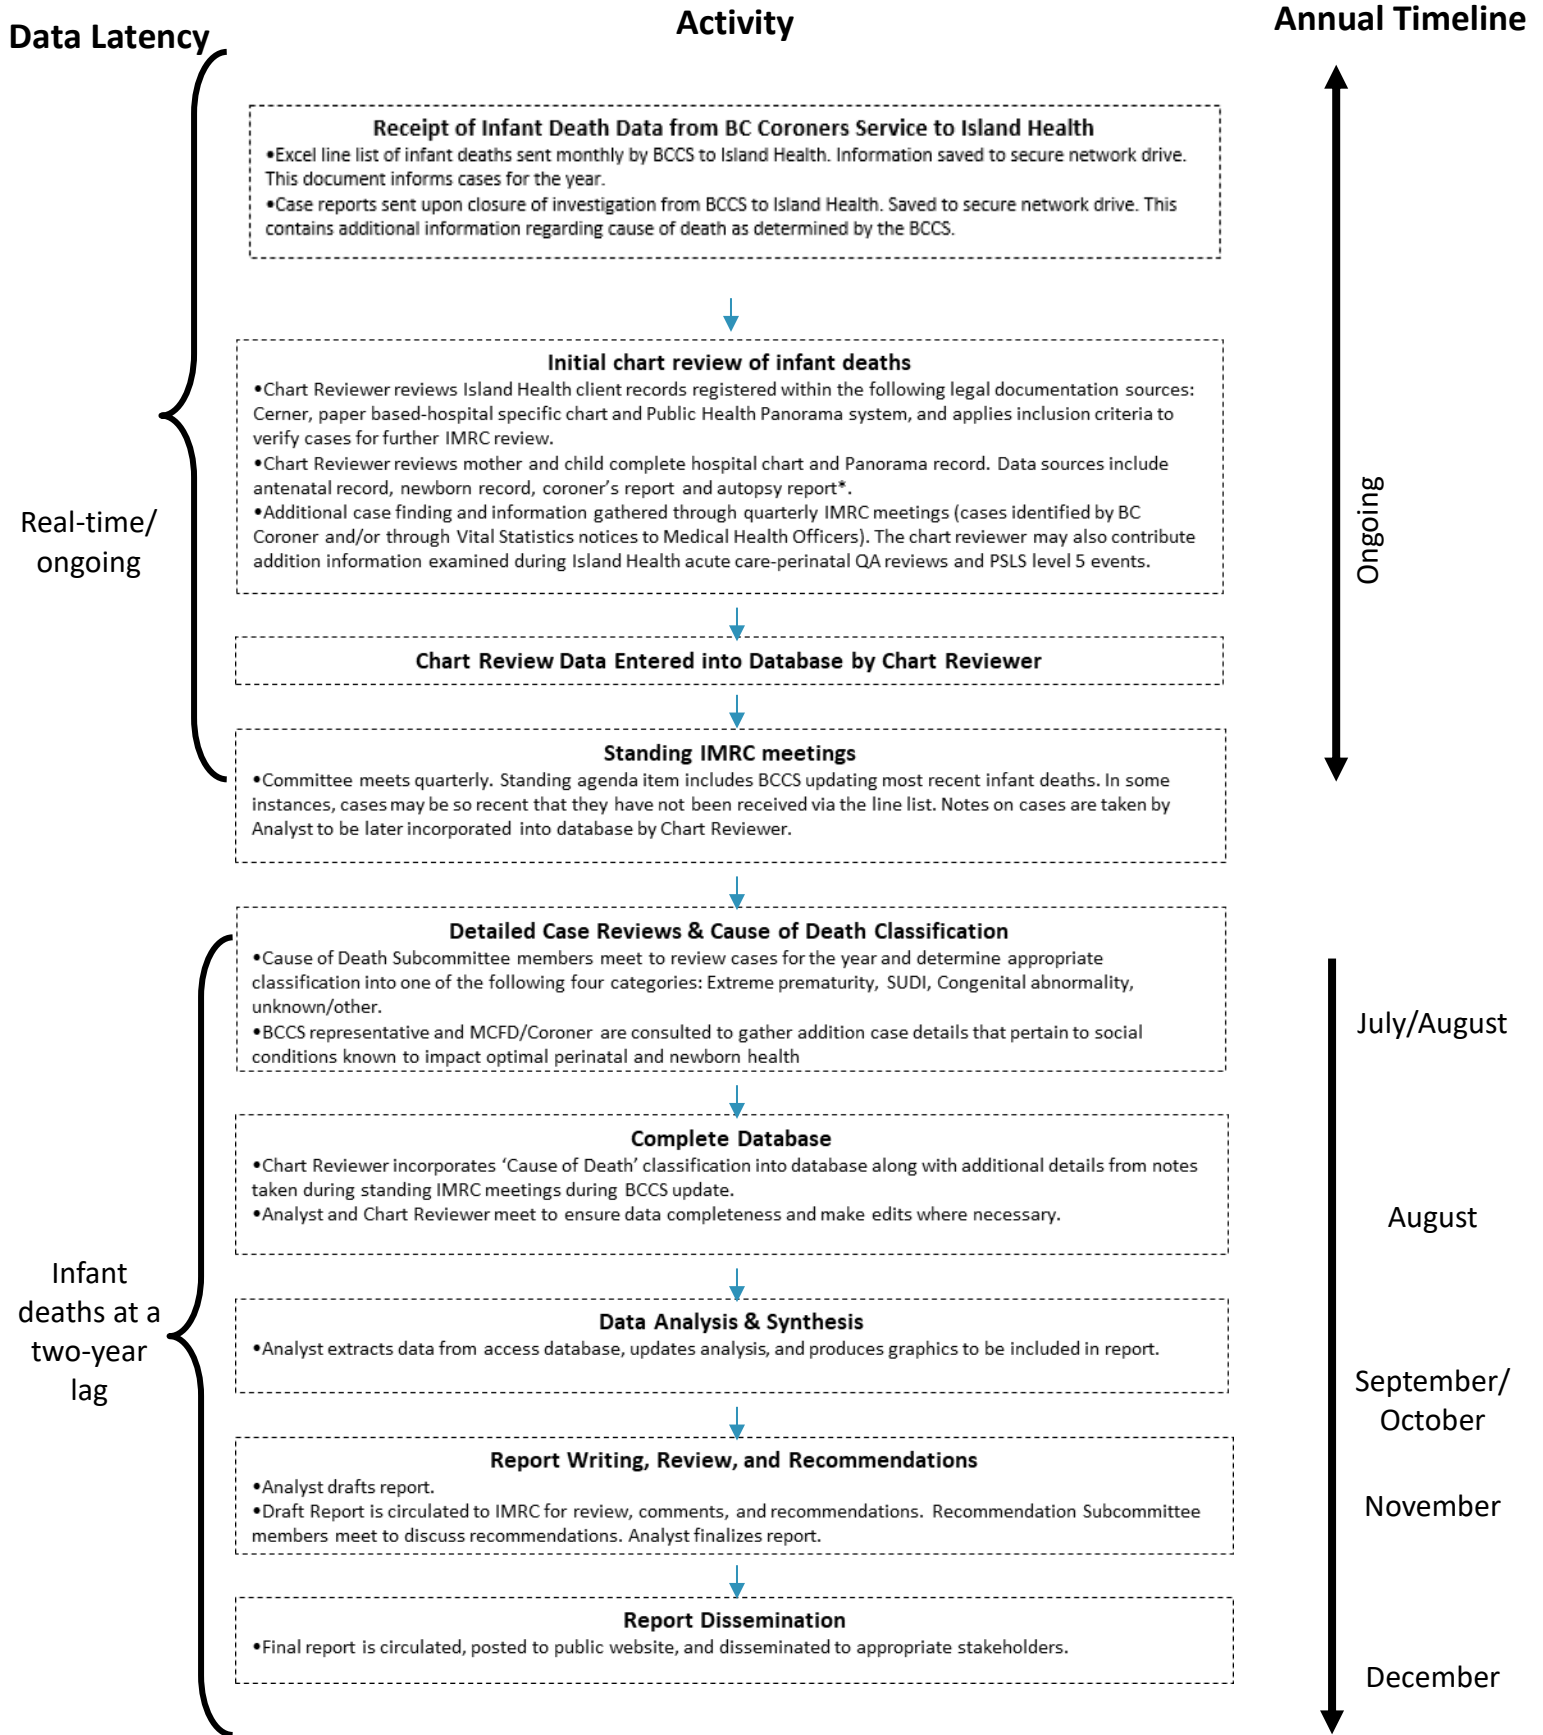 Data Latency
Activity
Annual Timeline
Receipt of Infant Death Data from BC Coroners Service to Island Health
•Excel line list of infant deaths sent monthly by BCCS to Island Health. Information saved to secure network drive.
This document informs cases for the year.
•Case reports sent upon closure of investigation from BCCS to Island Health. Saved to secure network drive. This
contains additional information regarding cause of death as determined by the BCCS.
Initial chart review of infant deaths
•Chart Reviewer reviews Island Health client records registered within the following legal documentation sources:
Cerner, paper based-hospital specific chart and Public Health Panorama system, and applies inclusion criteria to
verify cases for further IMRC review.
•Chart Reviewer reviews mother and child complete hospital chart and Panorama record. Data sources include
antenatal record, newborn record, coroner's report and autopsy report*.
•Additional case finding and information gathered through quarterly IMRC meetings (cases identified by BC
Coroner and/or through Vital Statistics notices to Medical Health Officers). The chart reviewer may also contribute
addition information examined during Island Health acute care-perinatal QA reviews and PSLS level 5 events.
Real-time/
ongoing
Ongoing
Chart Review Data Entered into Database by Chart Reviewer
Standing IMRC meetings
•Committee meets quarterly. Standing agenda item includes BCCS updating most recent infant deaths. In some
instances, cases may be so recent that they have not been received via the line list. Notes on cases are taken by
Analyst to be later incorporated into database by Chart Reviewer.
Detailed Case Reviews & Cause of Death Classification
•Cause of Death Subcommittee members meet to review cases for the year and determine appropriate
classification into one of the following four categories: Extreme prematurity, SUDI, Congenital abnormality,
unknown/other.
•BCCS representative and MCFD/Coroner are consulted to gather addition case details that pertain to social
conditions known to impact optimal perinatal and newborn health
July/August
Complete Database
•Chart Reviewer incorporates 'Cause of Death' classification into database along with additional details from notes
taken during standing IMRC meetings during BCCS update.
•Analyst and Chart Reviewer meet to ensure data completeness and make edits where necessary.
August
Infant
deaths at a
two-year
lag
Data Analysis & Synthesis
•Analyst extracts data from access database, updates analysis, and produces graphics to be included in report.
September/
October
Report Writing, Review, and Recommendations
•Analyst drafts report.
•Draft Report is circulated to IMRC for review, comments, and recommendations. Recommendation Subcommittee
members meet to discuss recommendations. Analyst finalizes report.
November
Report Dissemination
•Final report is circulated, posted to public website, and disseminated to appropriate stakeholders.
December